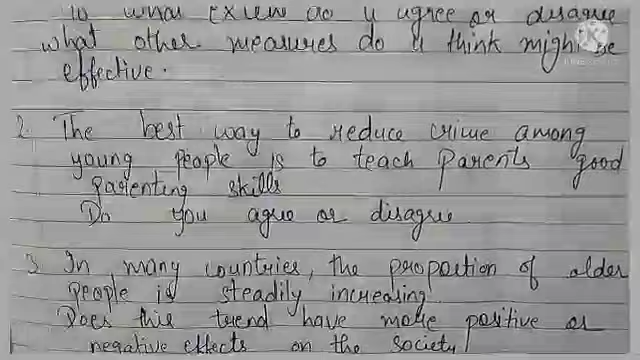 To what extent do u agree or disagree
what other measures do u think might be
effective.
2. The best way to reduce crime among
young people is to teach parents good
parenting skills
Do you agree or disagree
3. In many countries, the proportion of older
people is steadily increasing.
Does this trend have more positive or
negative effects on the society